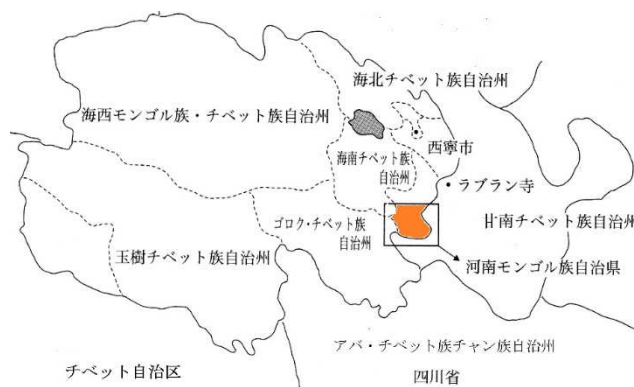 海北チベット族自治州
海西モンゴル族・チベット族自治州
西寧市
海南チベット族
自治州
・ラブラン寺
ゴロク・チベット族
自治州
甘南チベット族自治州
玉樹チベット族自治州
河南モンゴル族自治県
アバ・チベット族チャン族自治州
チベット自治区
四川省